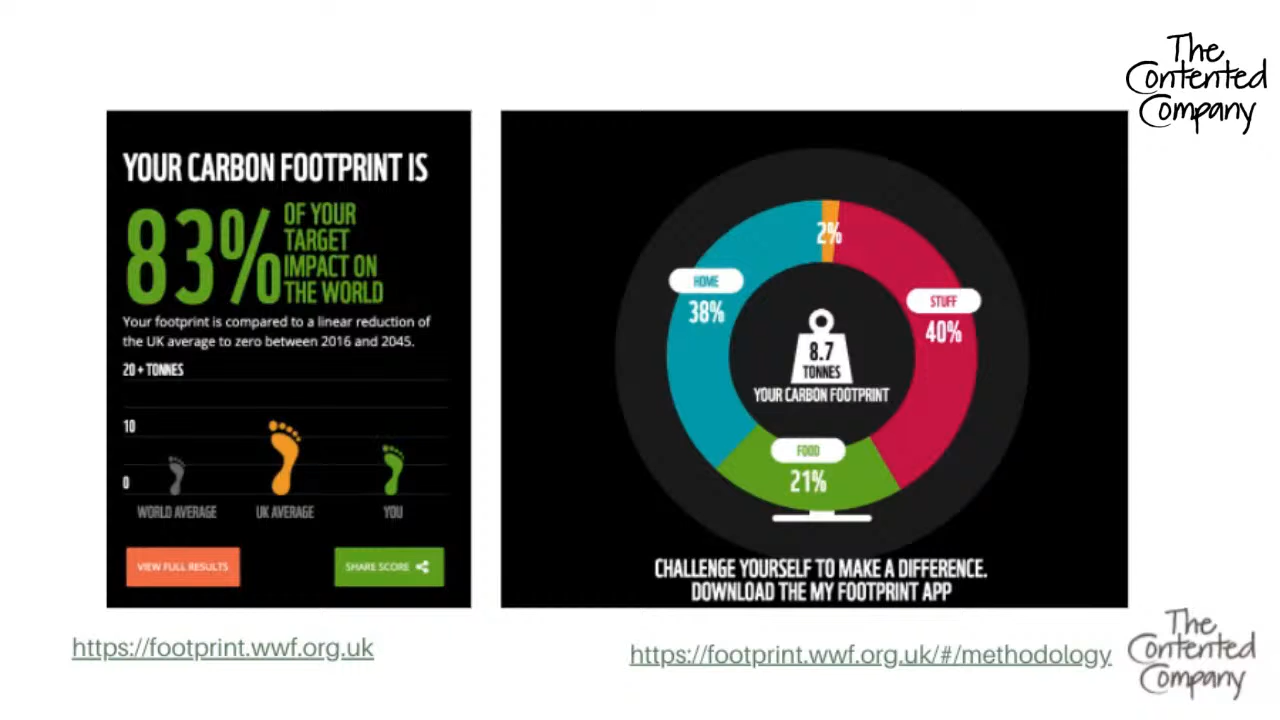 The
Contented
Company
YOUR CARBON FOOTPRINT IS
83%
OF YOUR
TARGET
IMPACT ON
THE WORLD
Your footprint is compared to a linear reduction of
the UK average to zero between 2016 and 2045.
20+ TONNES
10
0
WORLD AVERAGE
UK AVERAGE
YOU
VIEW FULL RESULTS
SHARE SCORE
2%
HOME
38%
STUFF
40%
8.7
TONNES
YOUR CARBON FOOTPRINT
FOOD
21%
CHALLENGE YOURSELF TO MAKE A DIFFERENCE.
DOWNLOAD THE MY FOOTPRINT APP
https://footprint.wwf.org.uk
https://footprint.wwf.org.uk/#/methodology
The
Contented
Company